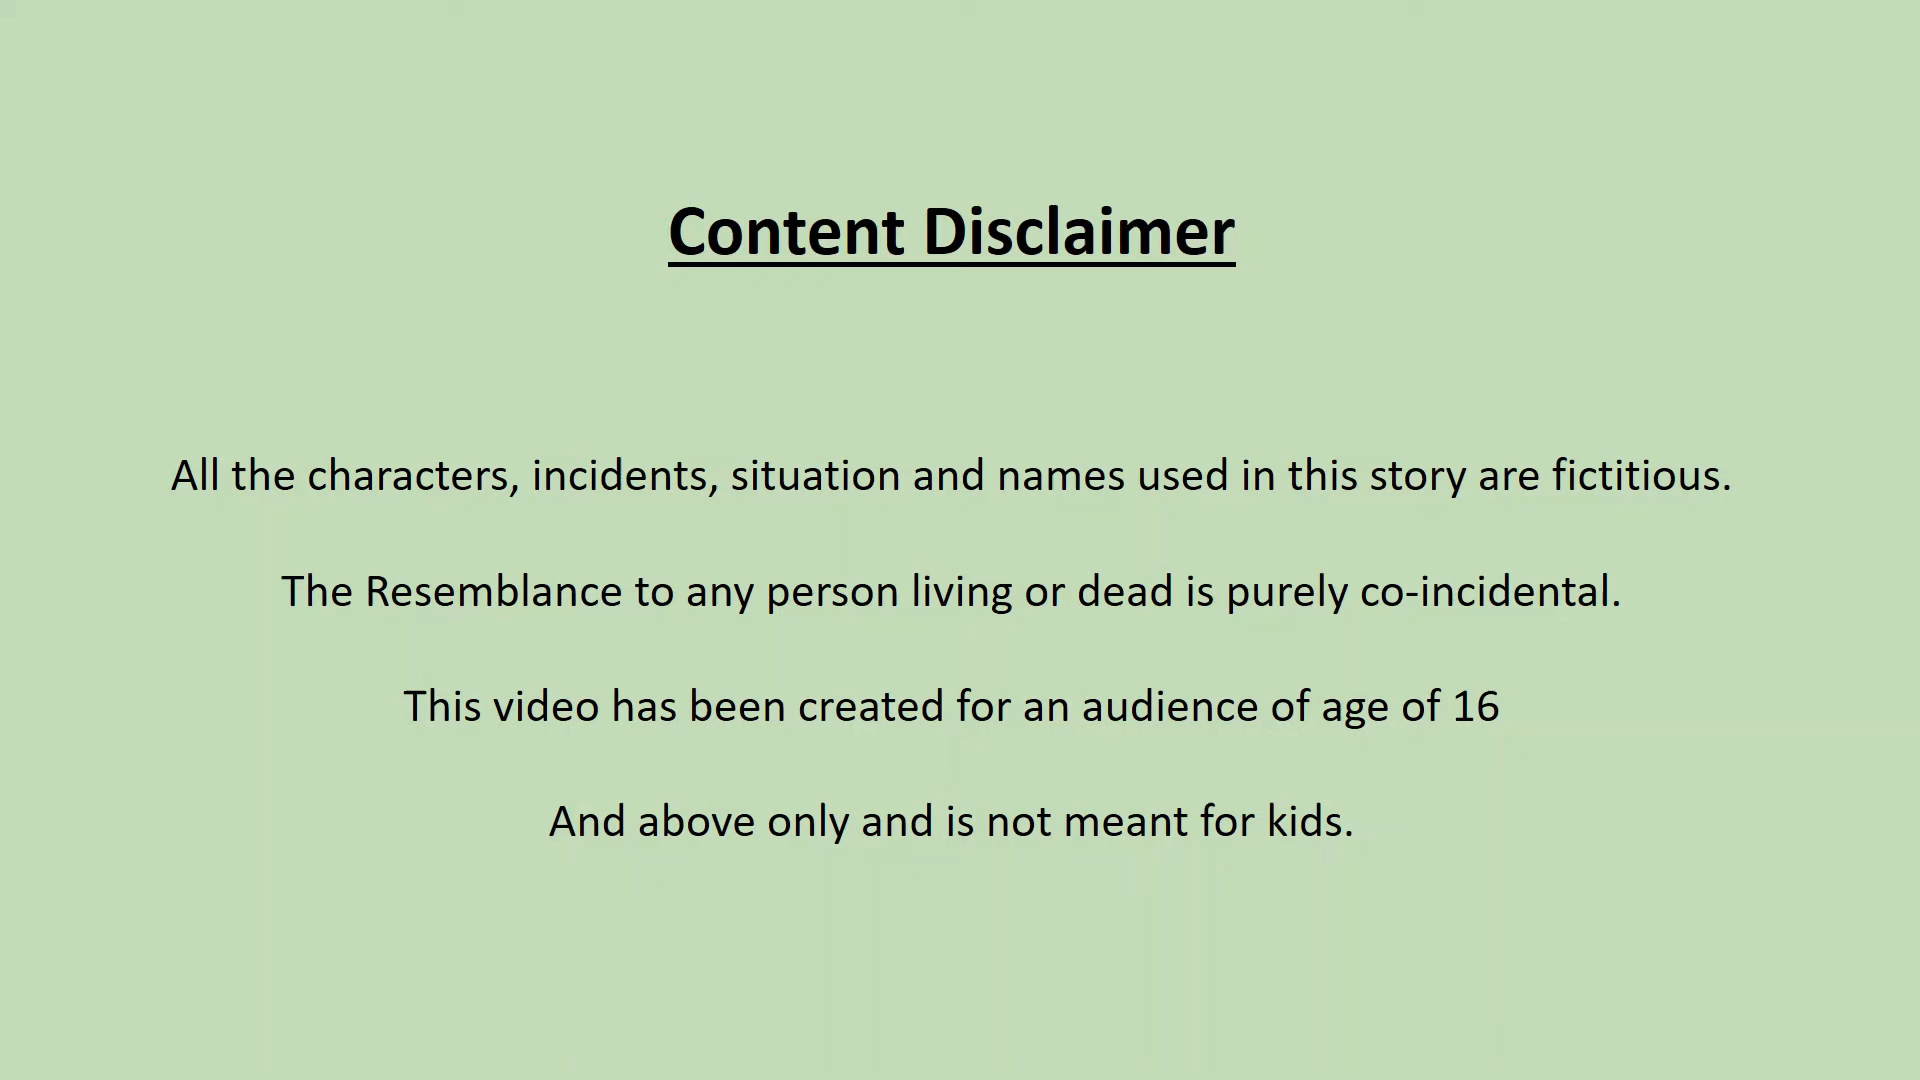 Content Disclaimer
All the characters, incidents, situation and names used in this story are fictitious.
The Resemblance to any person living or dead is purely co-incidental.
This video has been created for an audience of age of 16
And above only and is not meant for kids.